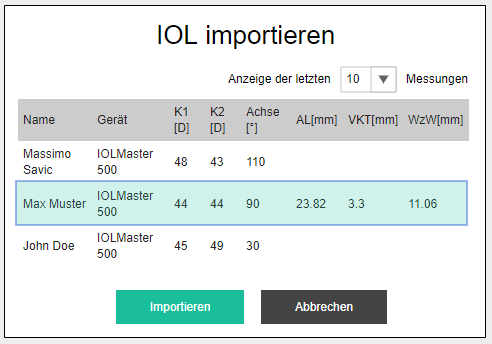 IOL importieren
Anzeige der letzten 10 Messungen
Name Gerät K1 [D] K2 [D] Achse [°] AL[mm] VKT[mm] WzW[mm]
Massimo Savic IOLMaster 500 48 43 110
Max Muster IOLMaster 500 44 44 90 23.82 3.3 11.06
John Doe IOLMaster 500 45 49 30
Importieren Abbrechen